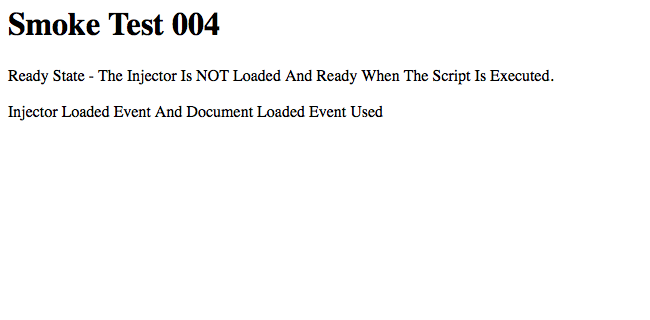 Smoke Test 004
Ready State - The Injector Is NOT Loaded And Ready When The Script Is Executed.
Injector Loaded Event And Document Loaded Event Used